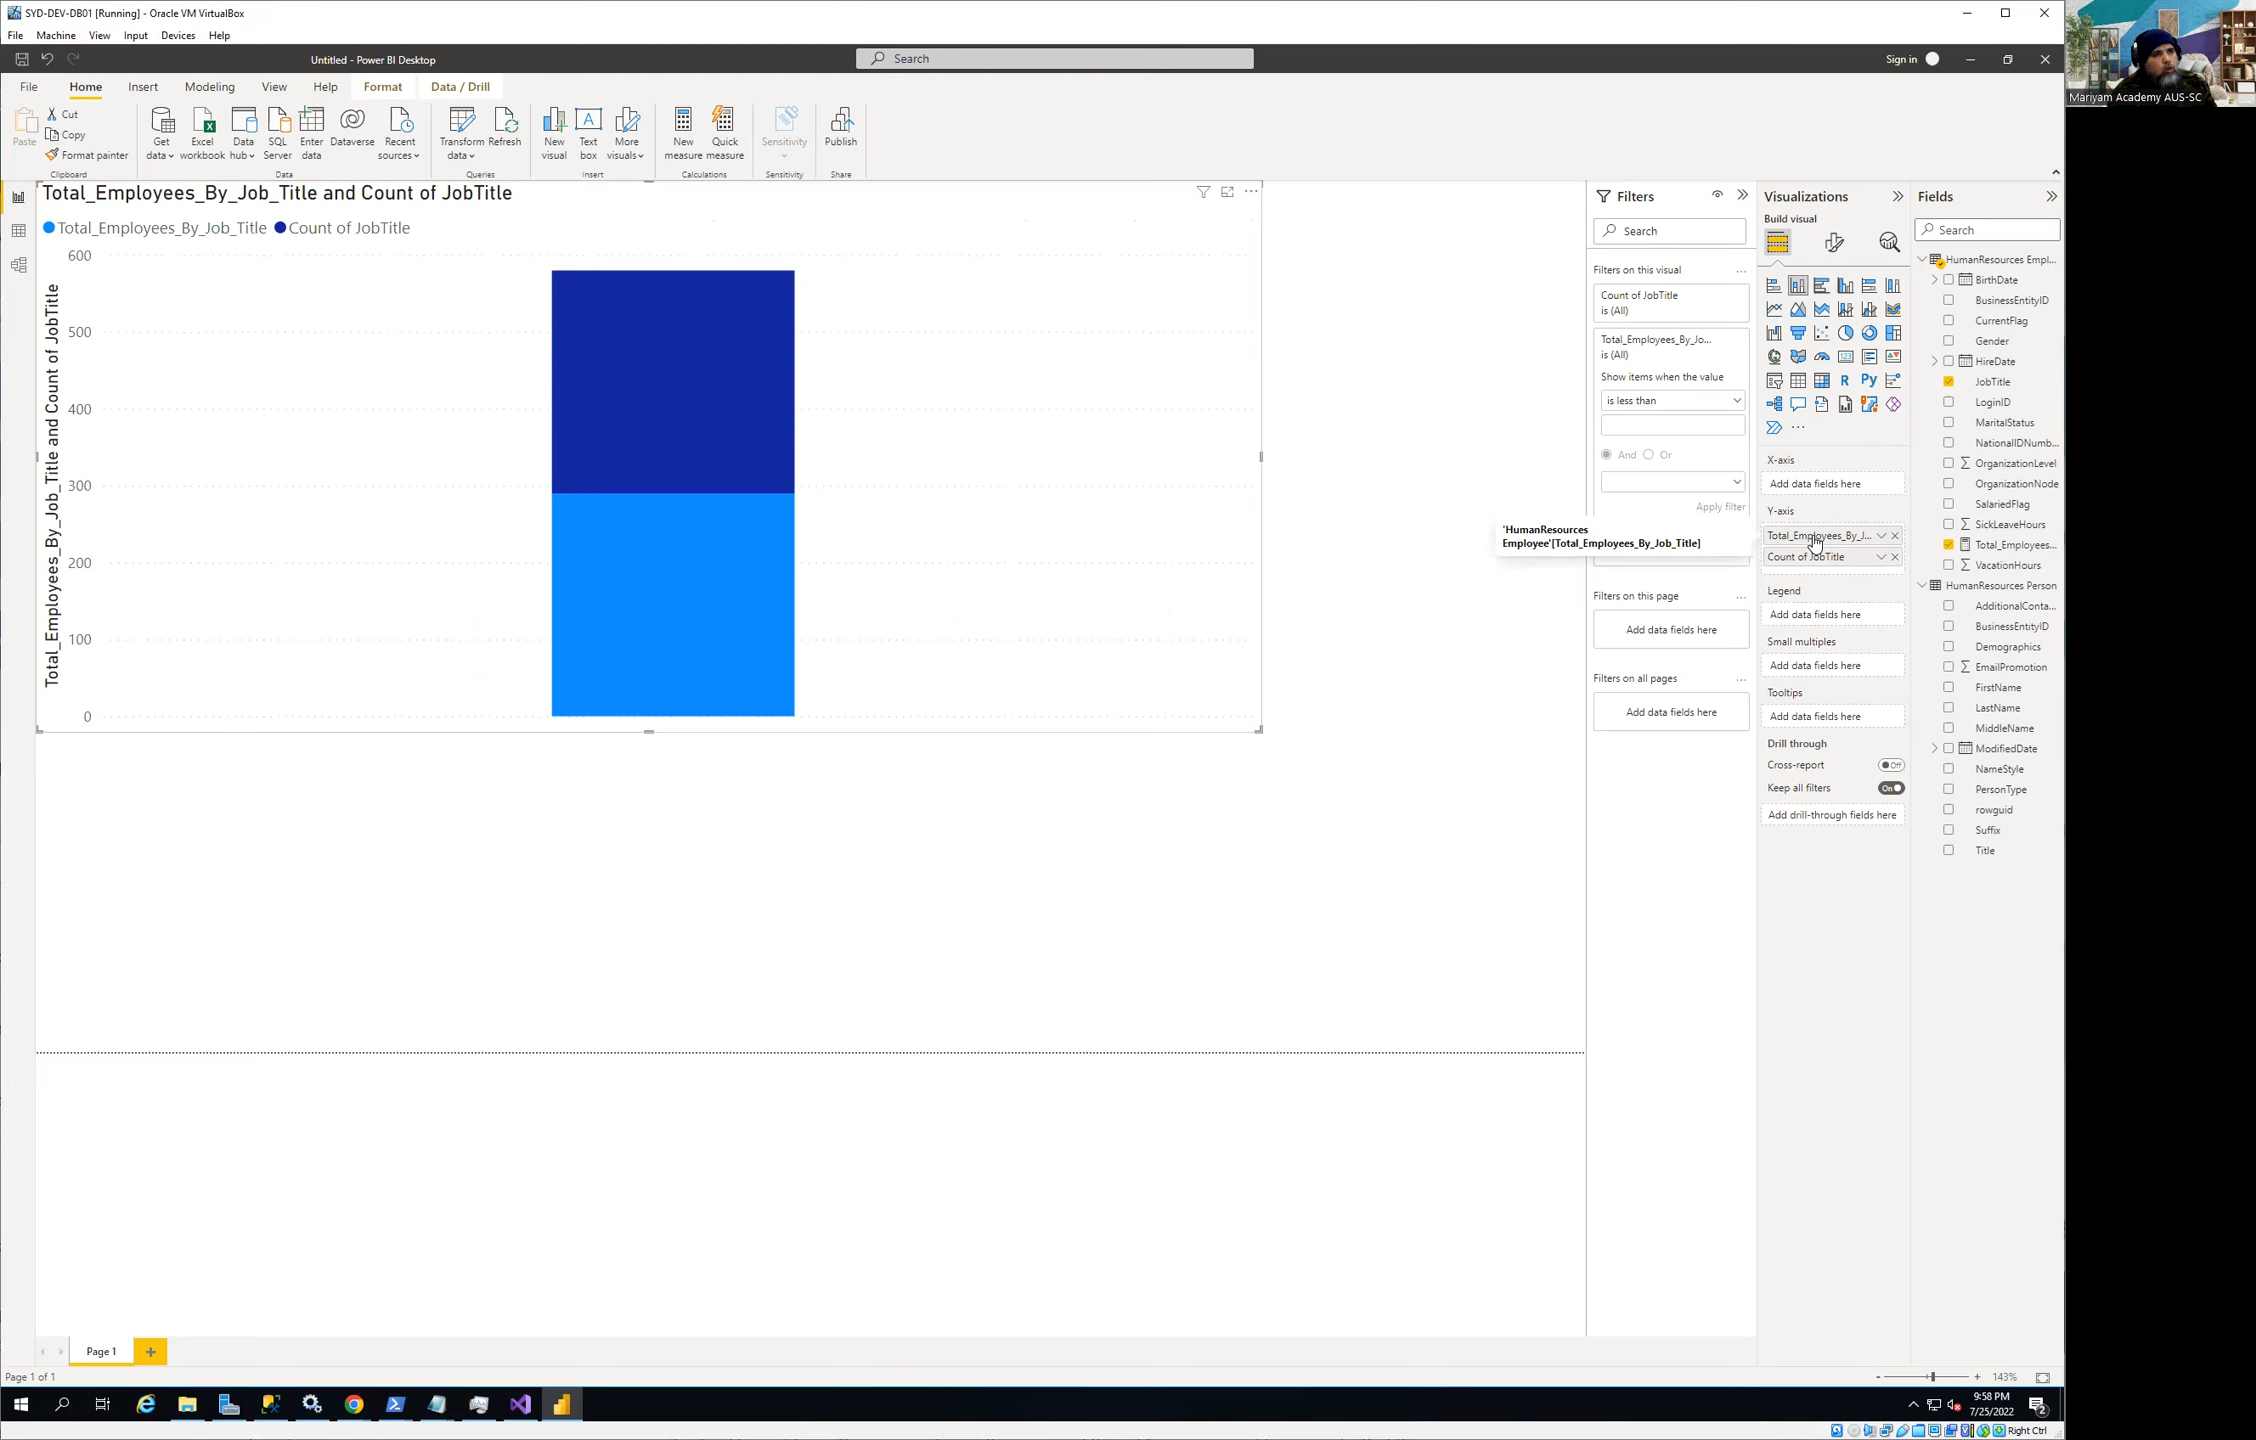 SYD-DEV-DB01 [Running] - Oracle VM VirtualBox
File Machine View Input Devices Help
Untitled - Power BI Desktop
Search
Sign in
File Home Insert Modeling View Help Format Data / Drill
Paste
Cut
Copy
Format painter
Clipboard
Get data
Excel workbook
Data hub
SQL Server
Enter data
Dataverse
Recent sources
Data
Transform data
Refresh
Queries
New visual
Text box
More visuals
Insert
New measure
Quick measure
Calculations
Sensitivity
Sensitivity
Publish
Share
Total_Employees_By_Job_Title and Count of JobTitle
Total_Employees_By_Job_Title Count of JobTitle
Total_Employees_By_Job_Title and Count of JobTitle
600
500
400
300
200
100
0
Filters
Search
Filters on this visual
Count of JobTitle
is (All)
Total_Employees_By_Jo...
is (All)
Show items when the value
is less than
And Or
Apply filter
'HumanResources
Employee'[Total_Employees_By_Job_Title]
Filters on this page
Add data fields here
Filters on all pages
Add data fields here
Visualizations
Build visual
R Py
X-axis
Add data fields here
Y-axis
Total_Employees_By_J...
Count of JobTitle
Legend
Add data fields here
Small multiples
Add data fields here
Tooltips
Add data fields here
Drill through
Cross-report Off
Keep all filters On
Add drill-through fields here
Fields
Search
HumanResources Empl...
BirthDate
BusinessEntityID
CurrentFlag
Gender
HireDate
JobTitle
LoginID
MaritalStatus
NationalIDNumb...
OrganizationLevel
OrganizationNode
SalariedFlag
SickLeaveHours
Total_Employees...
VacationHours
HumanResources Person
AdditionalConta...
BusinessEntityID
Demographics
EmailPromotion
FirstName
LastName
MiddleName
ModifiedDate
NameStyle
PersonType
rowguid
Suffix
Title
Mariyam Academy AUS-SC
Page 1
Page 1 of 1
143%
9:58 PM
7/25/2022
2
Right Ctrl